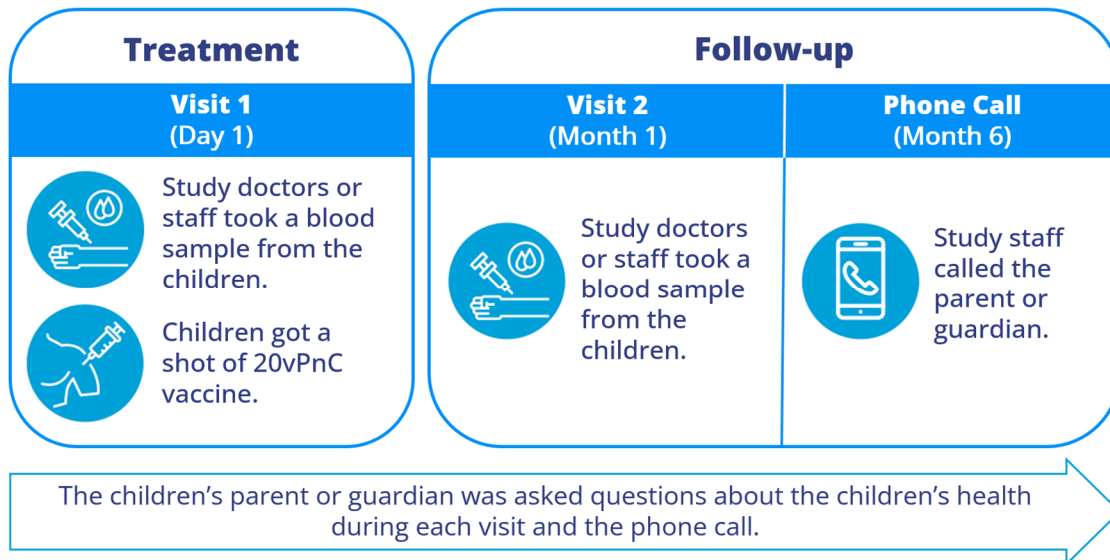 Treatment
Visit 1
(Day 1)
Study doctors or
staff took a blood
sample from the
children.
Children got a
shot of 20vPnC
vaccine.
Follow-up
Visit 2
(Month 1)
Study doctors
or staff took a
blood sample
from the
children.
Phone Call
(Month 6)
Study staff
called the
parent or
guardian.
The children’s parent or guardian was asked questions about the children’s health
during each visit and the phone call.